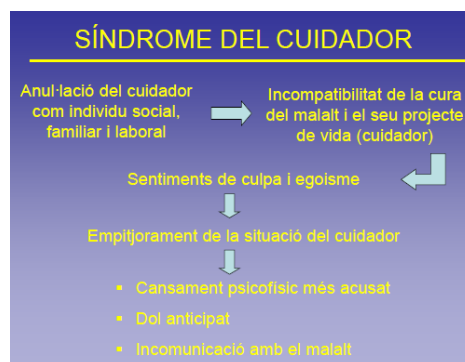 SÍNDROME DEL CUIDADOR
Anul·lació del cuidador
com individu social,
familiar i laboral
Incompatibilitat de la cura
del malalt i el seu projecte
de vida (cuidador)
Sentiments de culpa i egoisme
Empitjorament de la situació del cuidador
▪ Cansament psicofísic més acusat
▪ Dol anticipat
▪ Incomunicació amb el malalt